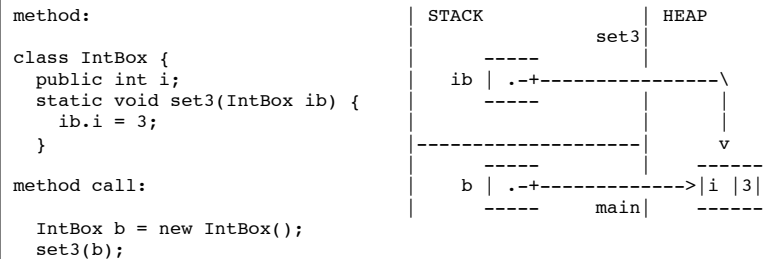 method:                          | STACK              | HEAP
                                 |                set3|
class IntBox {                   |       -----        |
  public int i;                  |   ib | .-+----------------\
  static void set3(IntBox ib) {  |       -----        |      |
    ib.i = 3;                    |                    |      |
  }                              |--------------------|      v
                                 |       -----        |    ------
method call:                     |    b | .-+------------->|i |3|
                                 |       -----    main|    ------
  IntBox b = new IntBox();
  set3(b);